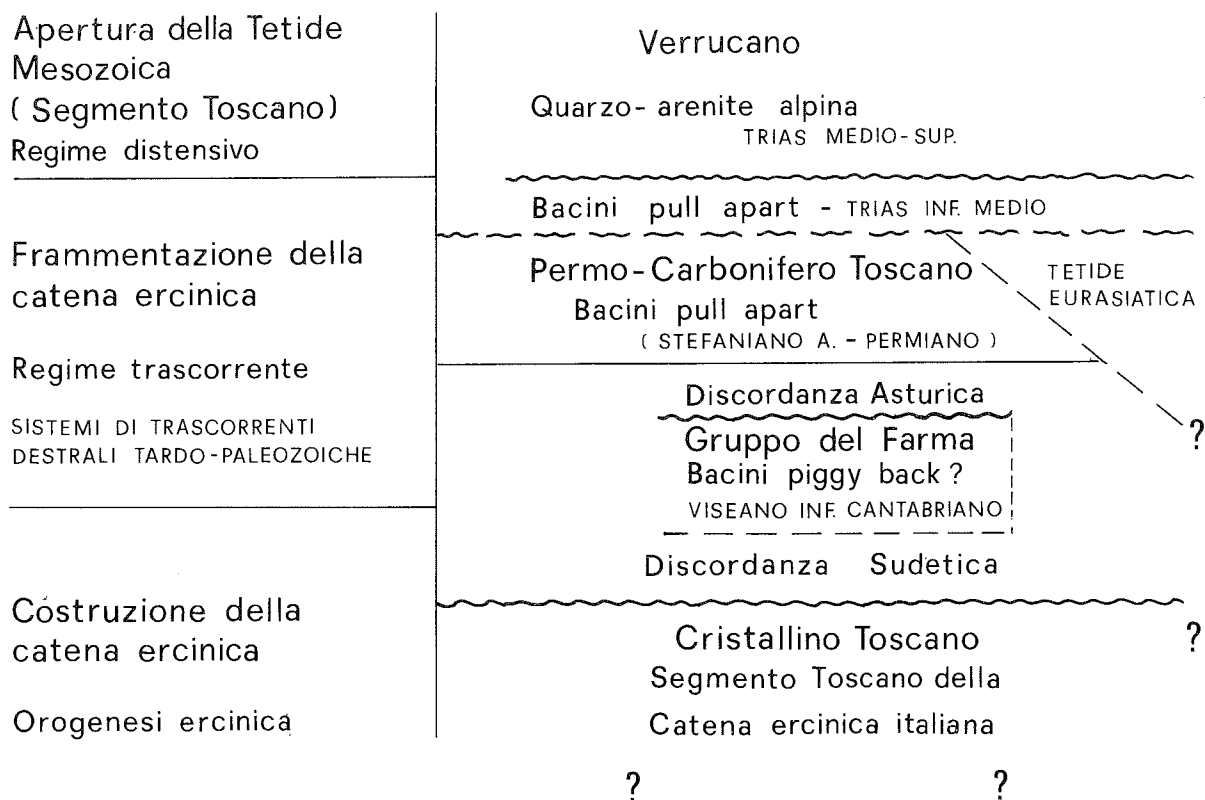 Apertura della Tetide
Mesozoica
( Segmento Toscano)
Regime distensivo
Verrucano
Quarzo-arenite alpina
TRIAS MEDIO-SUP.
Bacini pull apart - TRIAS INF. MEDIO
Frammentazione della
catena ercinica
Regime trascorrente
SISTEMI DI TRASCORRENTI
DESTRALI TARDO-PALEOZOICHE
Permo-Carbonifero Toscano
Bacini pull apart
( STEFANIANO A. - PERMIANO )
TETIDE
EURASIATICA
Discordanza Asturica
Gruppo del Farma
Bacini piggy back ?
VISEANO INF. CANTABRIANO
?
Discordanza Sudetica
Costruzione della
catena ercinica
Orogenesi ercinica
Cristallino Toscano
Segmento Toscano della
Catena ercinica italiana
?
? ?